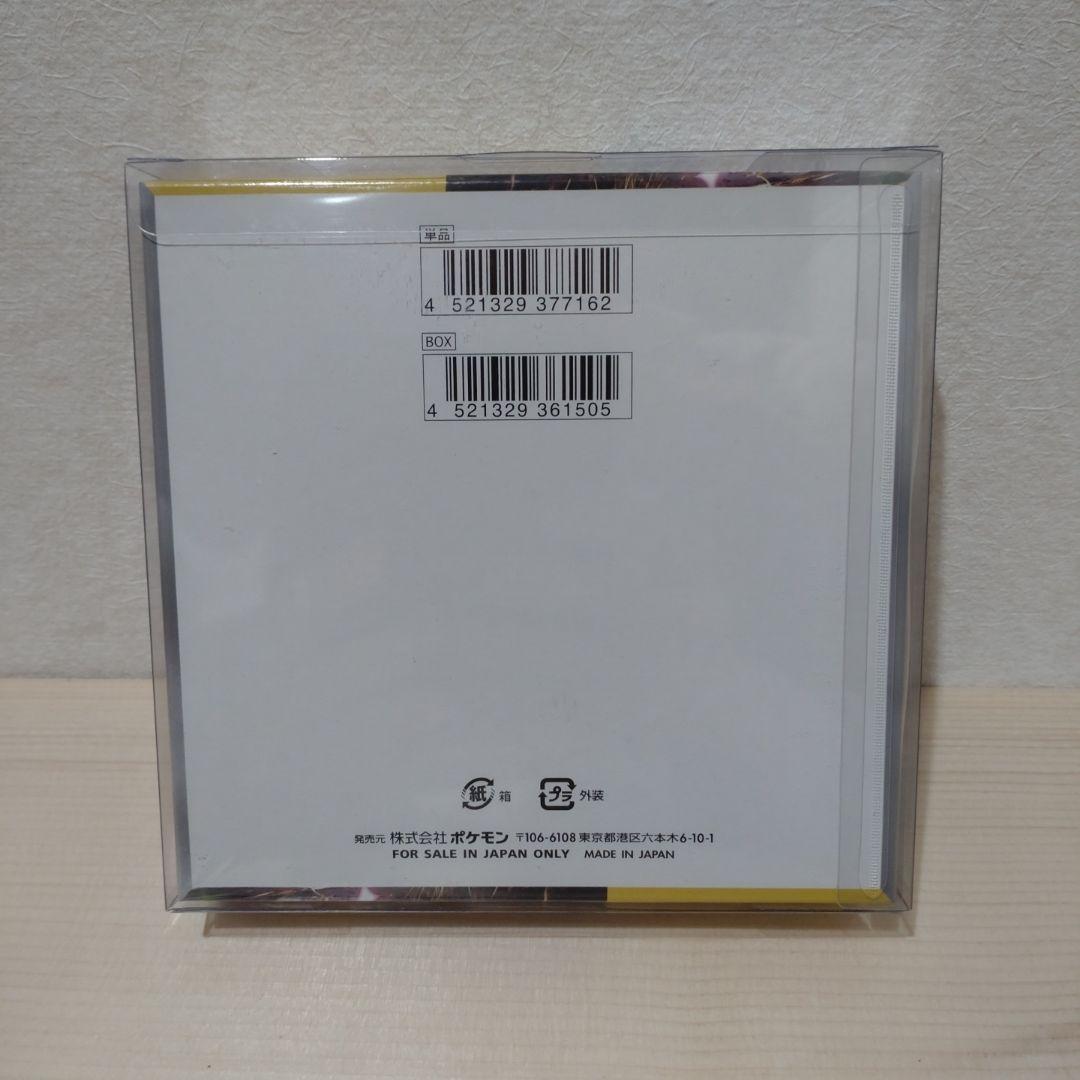 単品
4 521329 377162
BOX
4 521329 361505
紙 箱 プラ 外装
発売元 株式会社 ポケモン 〒106-6108 東京都港区六本木6-10-1
FOR SALE IN JAPAN ONLY MADE IN JAPAN